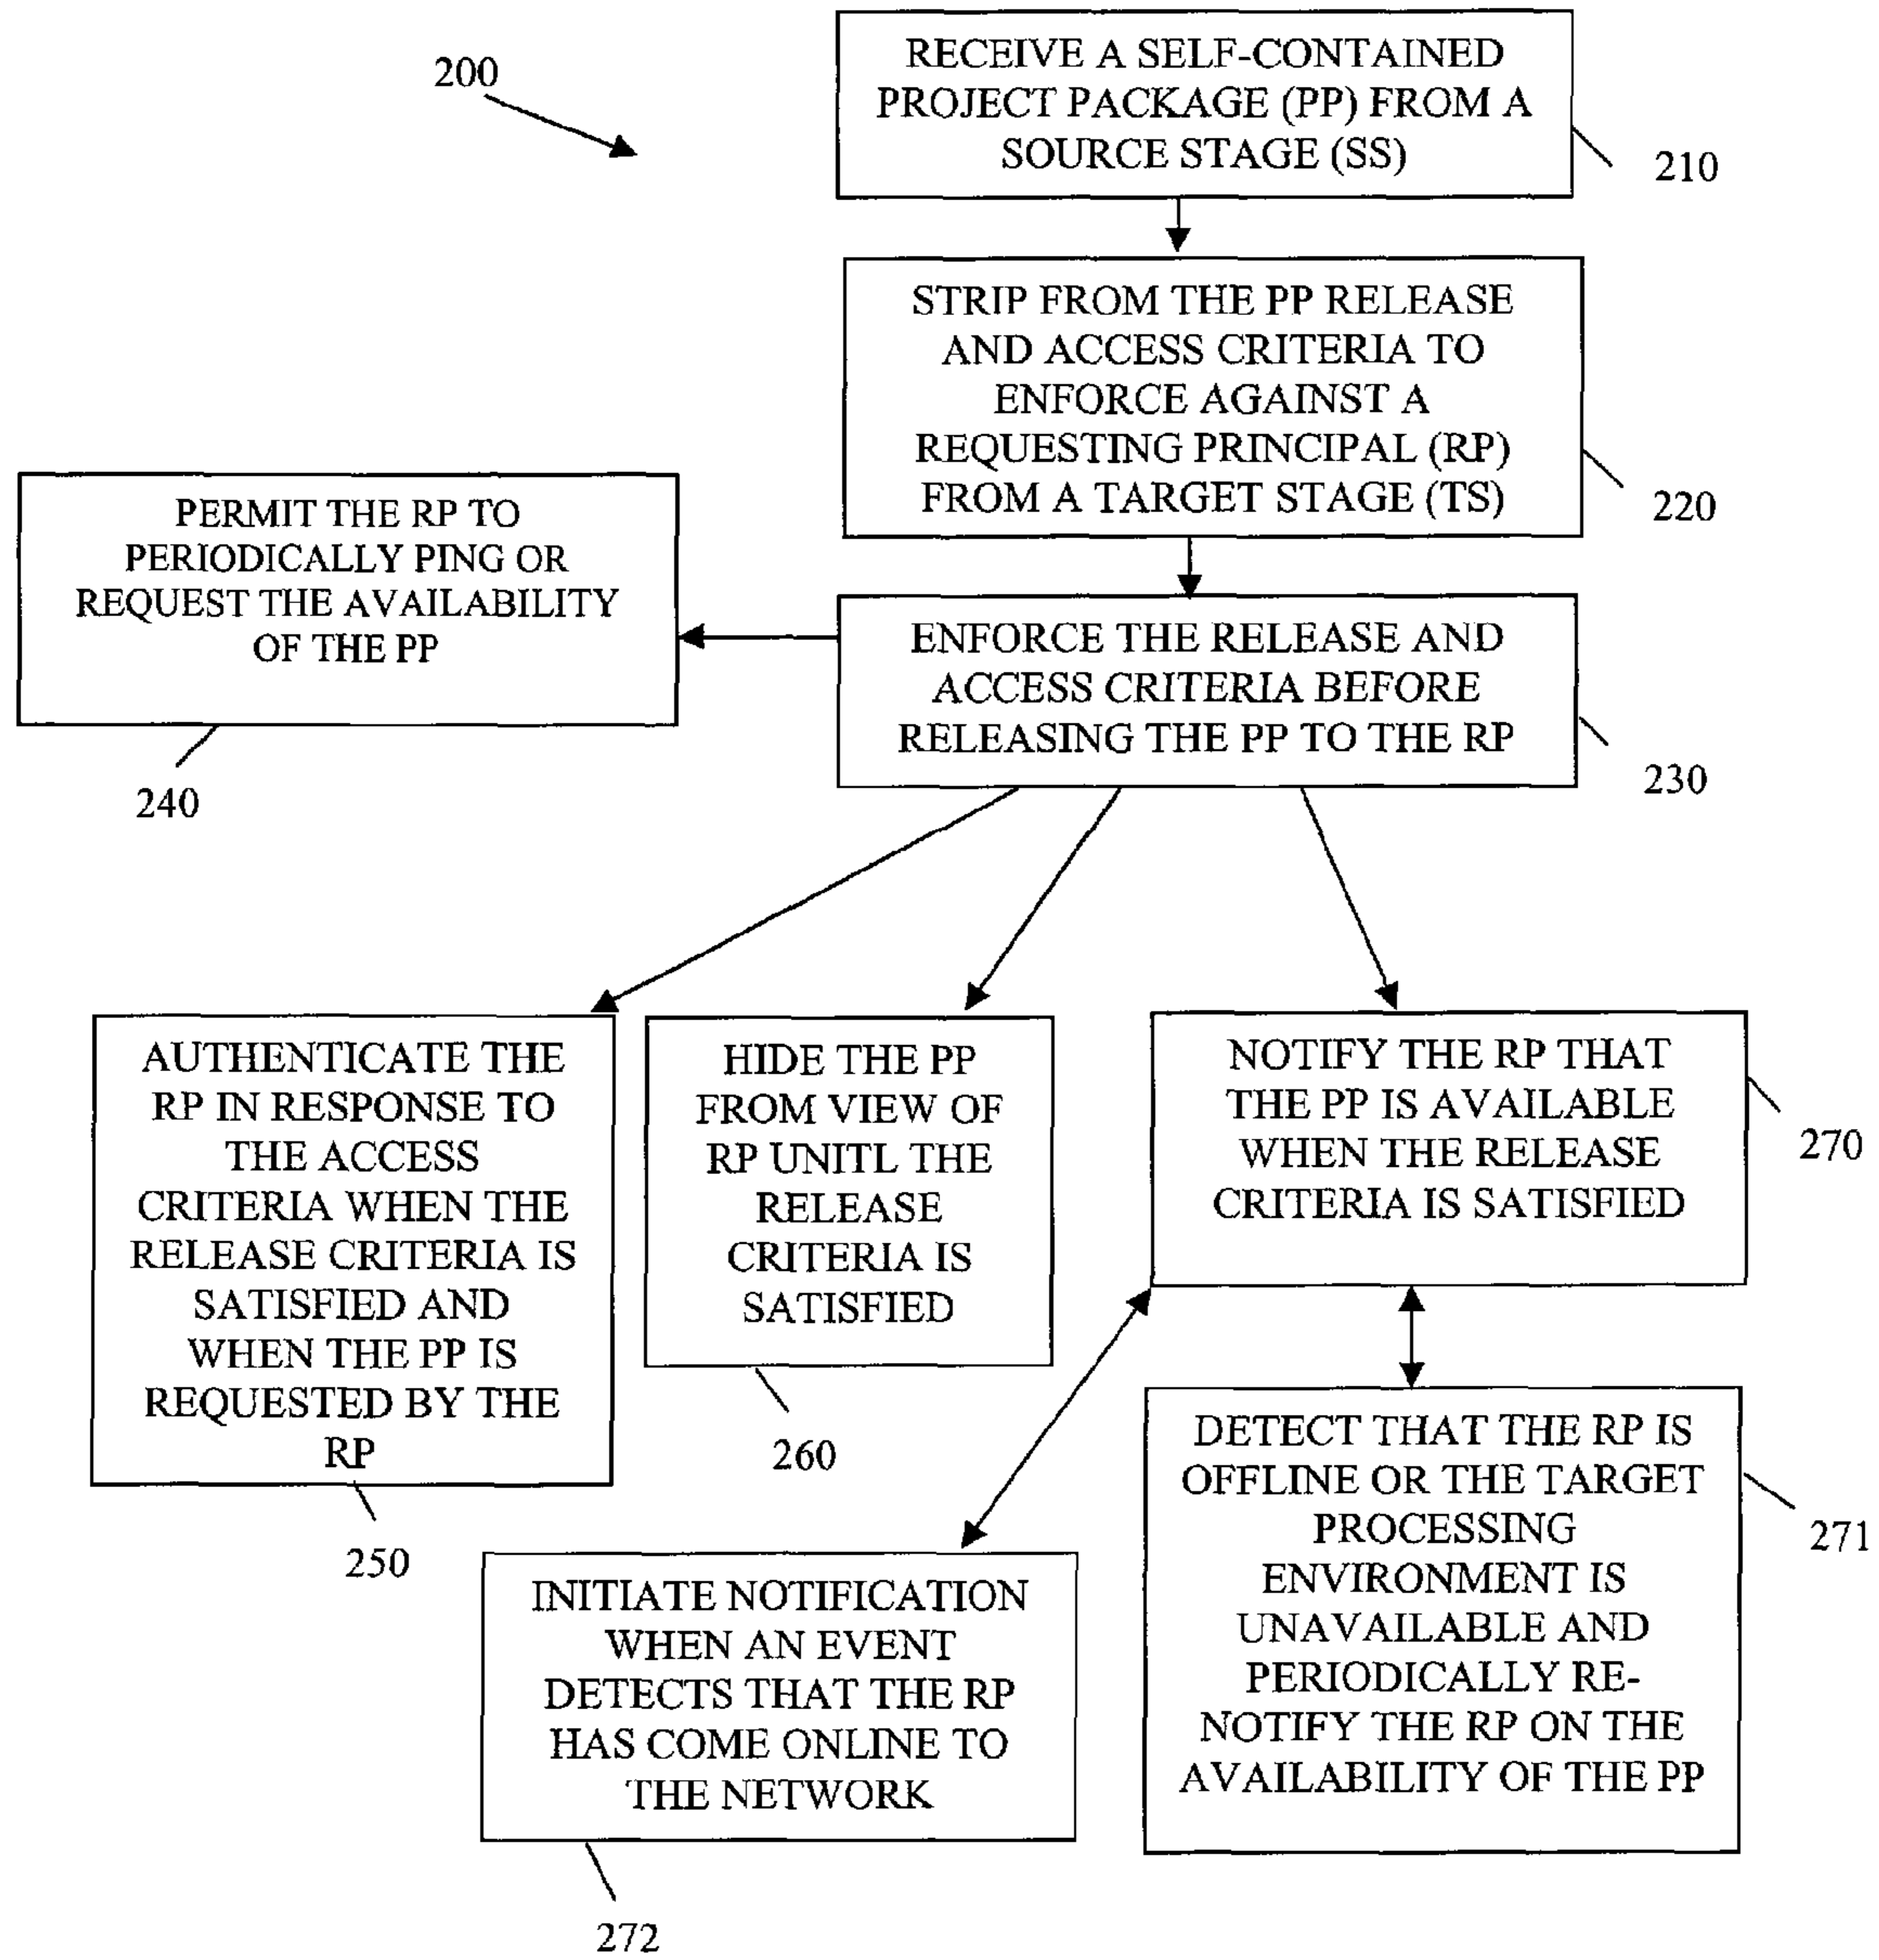 200
RECEIVE A SELF-CONTAINED
PROJECT PACKAGE (PP) FROM A
SOURCE STAGE (SS)
210
STRIP FROM THE PP RELEASE
AND ACCESS CRITERIA TO
ENFORCE AGAINST A
REQUESTING PRINCIPAL (RP)
FROM A TARGET STAGE (TS)
220
PERMIT THE RP TO
PERIODICALLY PING OR
REQUEST THE AVAILABILITY
OF THE PP
240
ENFORCE THE RELEASE AND
ACCESS CRITERIA BEFORE
RELEASING THE PP TO THE RP
230
AUTHENTICATE THE
RP IN RESPONSE TO
THE ACCESS
CRITERIA WHEN THE
RELEASE CRITERIA IS
SATISFIED AND
WHEN THE PP IS
REQUESTED BY THE
RP
250
HIDE THE PP
FROM VIEW OF
RP UNITL THE
RELEASE
CRITERIA IS
SATISFIED
260
NOTIFY THE RP THAT
THE PP IS AVAILABLE
WHEN THE RELEASE
CRITERIA IS SATISFIED
270
DETECT THAT THE RP IS
OFFLINE OR THE TARGET
PROCESSING
ENVIRONMENT IS
UNAVAILABLE AND
PERIODICALLY RE-
NOTIFY THE RP ON THE
AVAILABILITY OF THE PP
271
INITIATE NOTIFICATION
WHEN AN EVENT
DETECTS THAT THE RP
HAS COME ONLINE TO
THE NETWORK
272